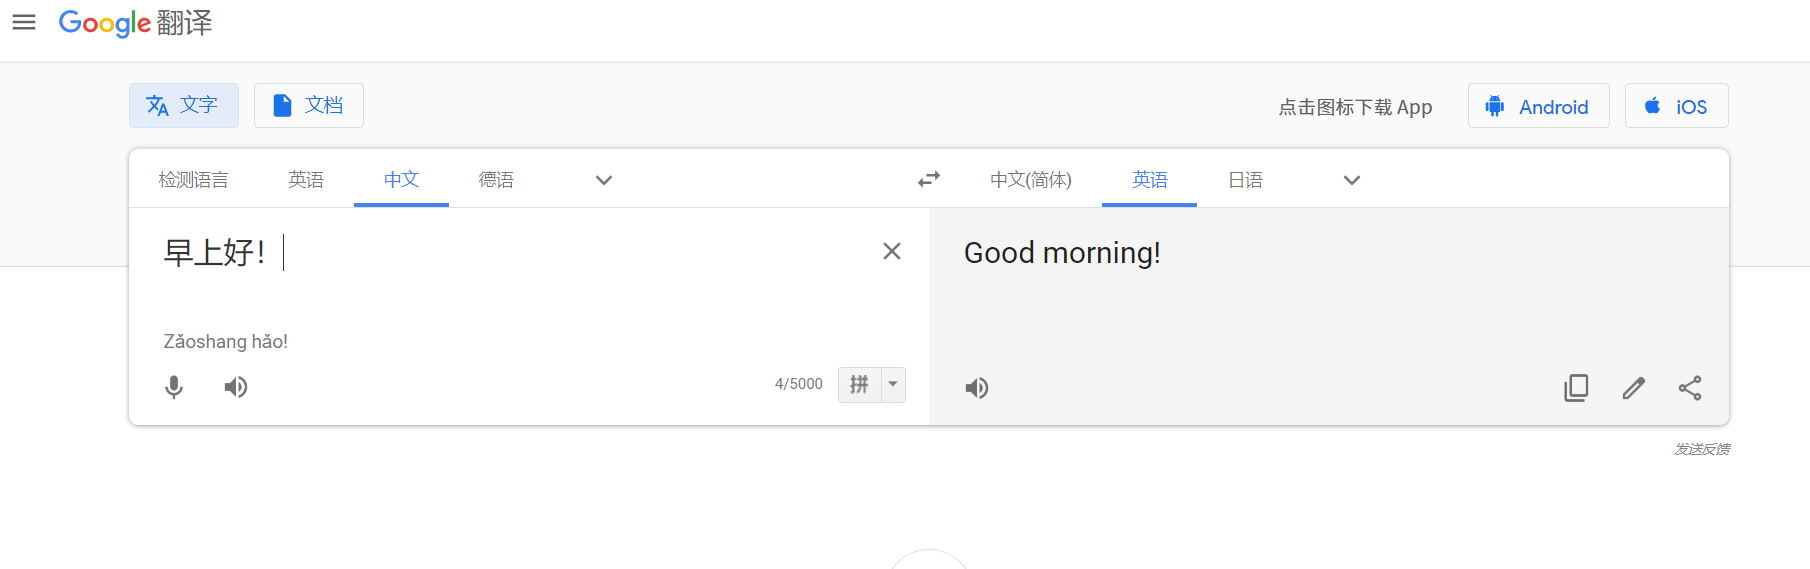 Google 翻译
文字 文档 点击图标下载 App Android iOS
检测语言 英语 中文 德语 中文(简体) 英语 日语
早上好！ Good morning!
Zǎoshang hǎo!
4/5000 拼
发送反馈